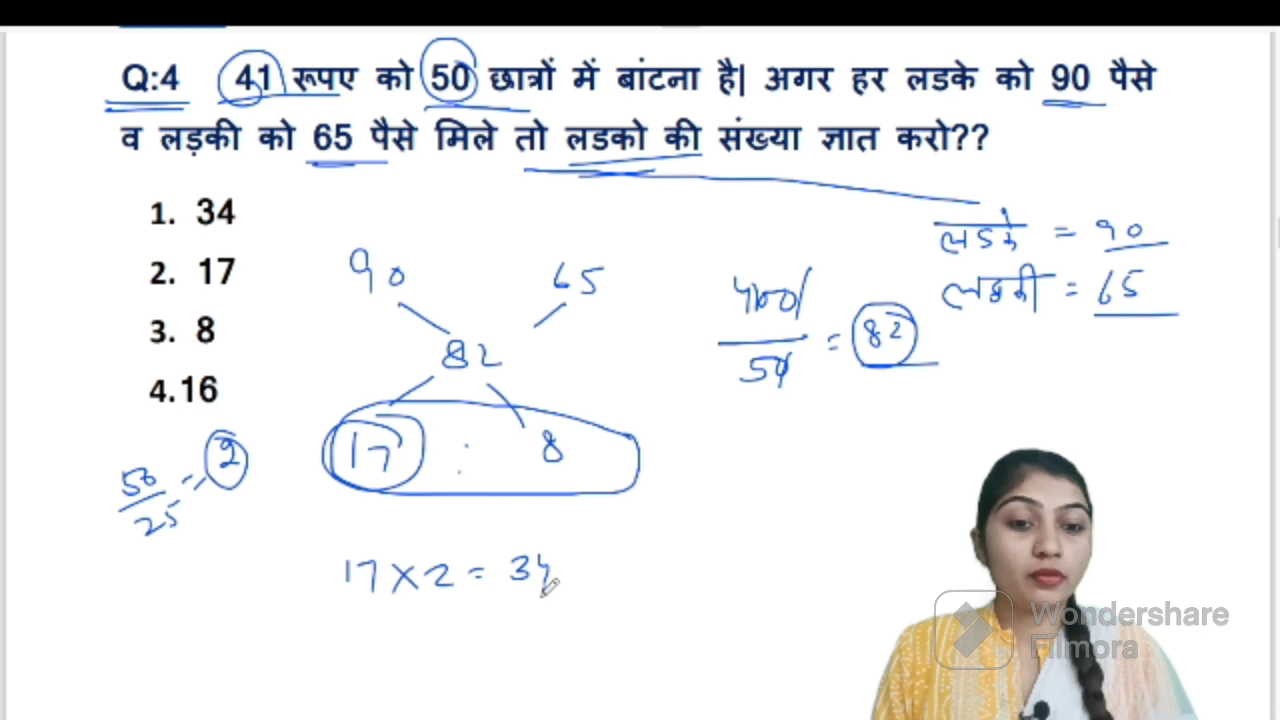 Q:4 41 रूपए को 50 छात्रों में बांटना है| अगर हर लडके को 90 पैसे
व लड़की को 65 पैसे मिले तो लडको की संख्या ज्ञात करो??
1. 34
2. 17
3. 8
4.16
लडके = 90
लडकी = 65
90 65
82
17 : 8
4100/50 = 82
50/25 = 2
17 × 2 = 34
Wondershare
Filmora